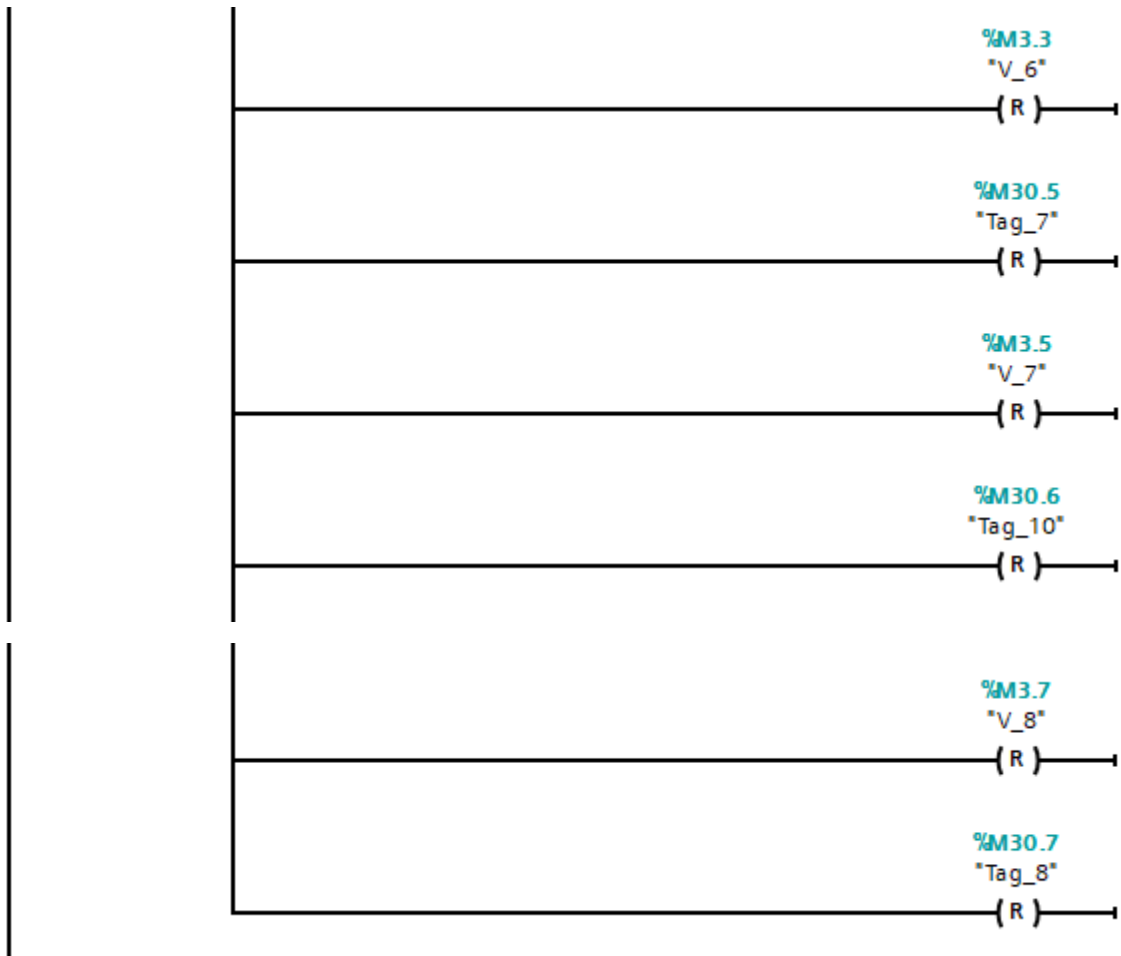 %M3.3
"V_6"
( R )
%M30.5
"Tag_7"
( R )
%M3.5
"V_7"
( R )
%M30.6
"Tag_10"
( R )
%M3.7
"V_8"
( R )
%M30.7
"Tag_8"
( R )